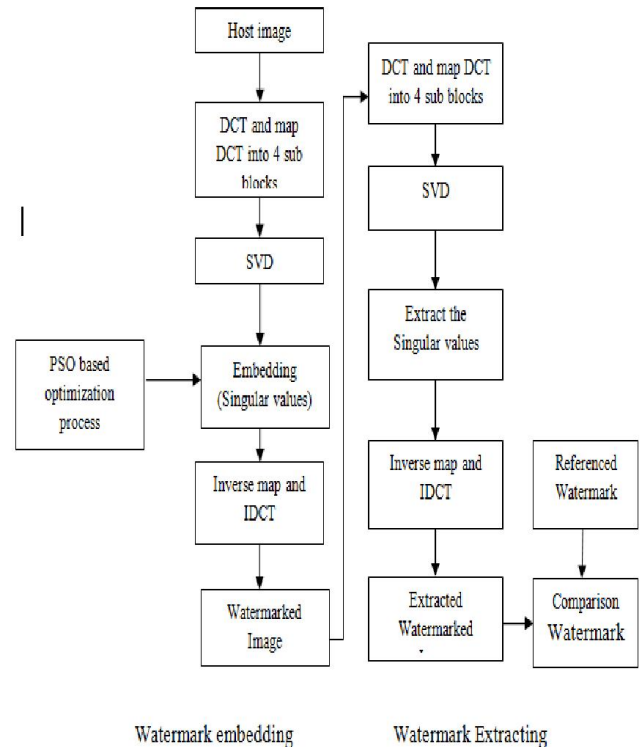 Host image
DCT and map
DCT into 4 sub
blocks
SVD
PSO based
optimization
process
Embedding
(Singular values)
Inverse map and
IDCT
Watermarked
Image
DCT and map DCT
into 4 sub blocks
SVD
Extract the
Singular values
Inverse map and
IDCT
Referenced
Watermark
Extracted
Watermarked
Comparison
Watermark
Watermark embedding
Watermark Extracting